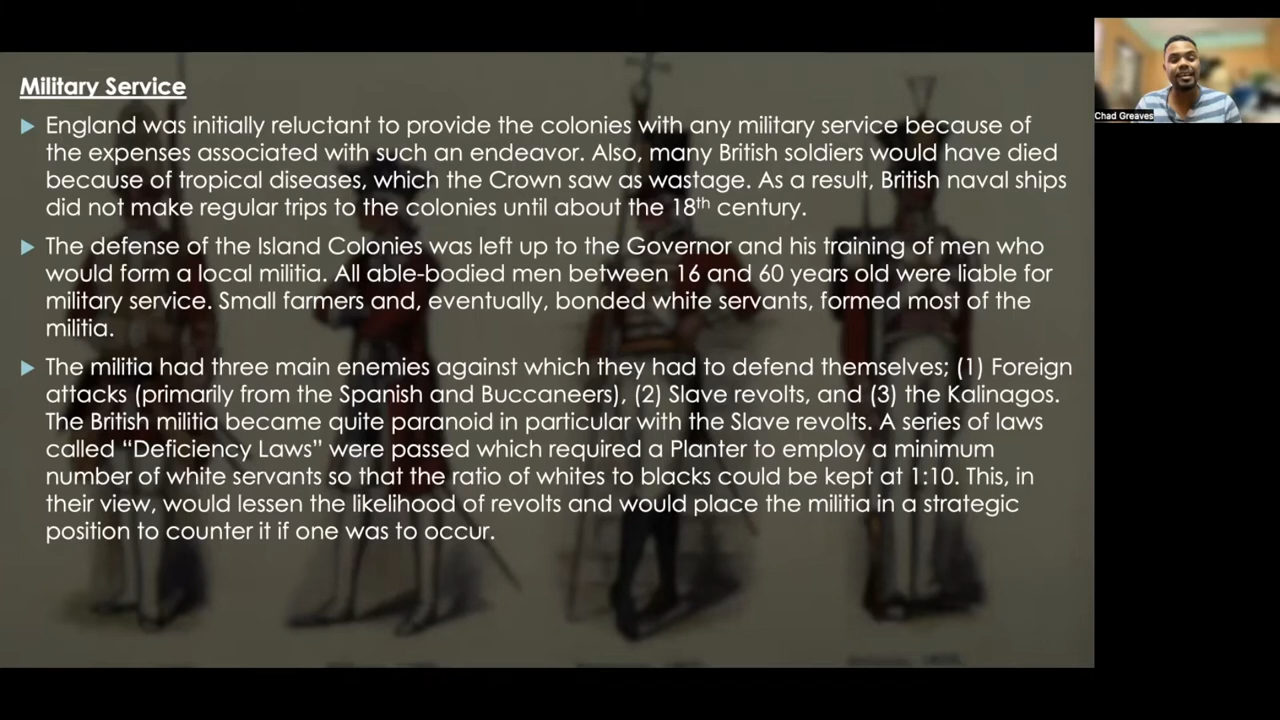 Military Service
England was initially reluctant to provide the colonies with any military service because of
the expenses associated with such an endeavor. Also, many British soldiers would have died
because of tropical diseases, which the Crown saw as wastage. As a result, British naval ships
did not make regular trips to the colonies until about the 18th century.
The defense of the Island Colonies was left up to the Governor and his training of men who
would form a local militia. All able-bodied men between 16 and 60 years old were liable for
military service. Small farmers and, eventually, bonded white servants, formed most of the
militia.
The militia had three main enemies against which they had to defend themselves; (1) Foreign
attacks (primarily from the Spanish and Buccaneers), (2) Slave revolts, and (3) the Kalinagos.
The British militia became quite paranoid in particular with the Slave revolts. A series of laws
called “Deficiency Laws” were passed which required a Planter to employ a minimum
number of white servants so that the ratio of whites to blacks could be kept at 1:10. This, in
their view, would lessen the likelihood of revolts and would place the militia in a strategic
position to counter it if one was to occur.
Chad Greaves